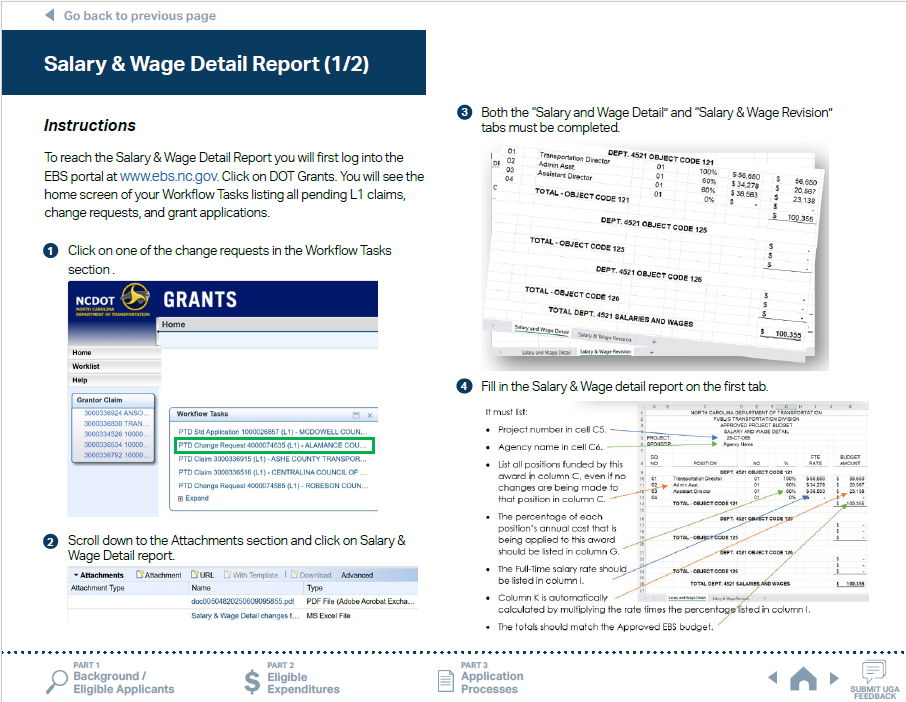 Go back to previous page
Salary & Wage Detail Report (1/2)
Instructions
To reach the Salary & Wage Detail Report you will first log into the
EBS portal at www.ebs.nc.gov. Click on DOT Grants. You will see the
home screen of your Workflow Tasks listing all pending L1 claims,
change requests, and grant applications.
1 Click on one of the change requests in the Workflow Tasks
section .
NCDOT
NORTH CAROLINA
DEPARTMENT OF TRANSPORTATION
GRANTS
Home
Home
Worklist
Help
Grantor Claim
3000336924 ANSO...
3000336830 TRAN...
3000334526 10000...
3000336534 10000...
3000336792 10000...
Workflow Tasks
PTD Std Application 1000026857 (L1) - MCDOWELL COUN...
PTD Change Request 4000074635 (L1) - ALAMANCE COU...
PTD Claim 3000336915 (L1) - ASHE COUNTY TRANSPOR...
PTD Claim 3000336516 (L1) - CENTRALINA COUNCIL OF ...
PTD Change Request 4000074585 (L1) - ROBESON COUN...
Expand
2 Scroll down to the Attachments section and click on Salary &
Wage Detail report.
Attachments Attachment URL With Template Download Advanced
Attachment Type Name Type
doc00504820250609095855.pdf PDF File (Adobe Acrobat Excha...
Salary & Wage Detail changes f... MS Excel File
3 Both the "Salary and Wage Detail" and "Salary & Wage Revision"
tabs must be completed.
DEPT. 4521 OBJECT CODE 121
01 Transportation Director 01 100% $ 56,650 $ 56,650
02 Admin Asst. 01 60% $ 34,278 $ 20,567
03 Assistant Director 01 60% $ 38,563 $ 23,138
04 0% $ - $ -
TOTAL - OBJECT CODE 121 $ 100,355
DEPT. 4521 OBJECT CODE 125
TOTAL - OBJECT CODE 125
DEPT. 4521 OBJECT CODE 126
TOTAL - OBJECT CODE 126
TOTAL DEPT. 4521 SALARIES AND WAGES $ 100,355
Salary and Wage Detail Salary & Wage Revision
Salary and Wage Detail Salary & Wage Revision
4 Fill in the Salary & Wage detail report on the first tab.
It must list:
• Project number in cell C5.
• Agency name in cell C6.
• List all positions funded by this
award in column C, even if no
changes are being made to
that position in column C.
• The percentage of each
position's annual cost that is
being applied to this award
should be listed in column G.
• The Full-Time salary rate should
be listed in column I.
• Column K is automatically
calculated by multiplying the rate times the percentage listed in column I.
• The totals should match the Approved EBS budget.
NORTH CAROLINA DEPARTMENT OF TRANSPORTATION
PUBLIC TRANSPORTATION DIVISION
APPROVED PROJECT BUDGET
SALARY AND WAGE DETAIL
PROJECT: 25-CT-089
SPONSOR: Agency Name
SQ NO. POSITION NO. % FTE RATE BUDGET AMOUNT
DEPT. 4521 OBJECT CODE 121
01 Transportation Director 01 100% $ 56,650 $ 56,650
02 Admin Asst. 01 60% $ 34,278 $ 20,567
03 Assistant Director 01 60% $ 38,563 $ 23,138
04 0%
TOTAL - OBJECT CODE 121 $ 100,355
DEPT. 4521 OBJECT CODE 125
TOTAL - OBJECT CODE 125
DEPT. 4521 OBJECT CODE 126
TOTAL - OBJECT CODE 126
TOTAL DEPT. 4521 SALARIES AND WAGES $ 100,355
Salary and Wage Detail Salary & Wage Revision
PART 1
Background /
Eligible Applicants
PART 2
Eligible
Expenditures
PART 3
Application
Processes
SUBMIT UGA
FEEDBACK